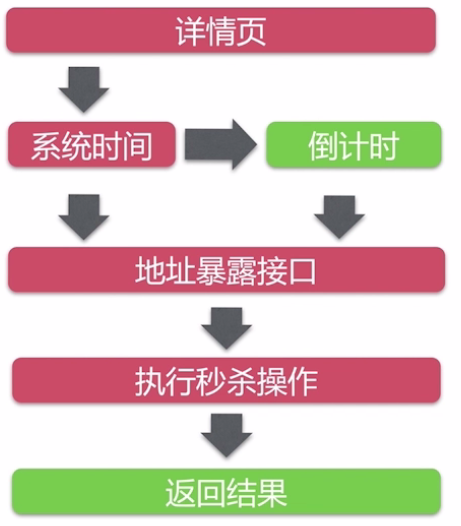 详情页
系统时间
倒计时
地址暴露接口
执行秒杀操作
返回结果